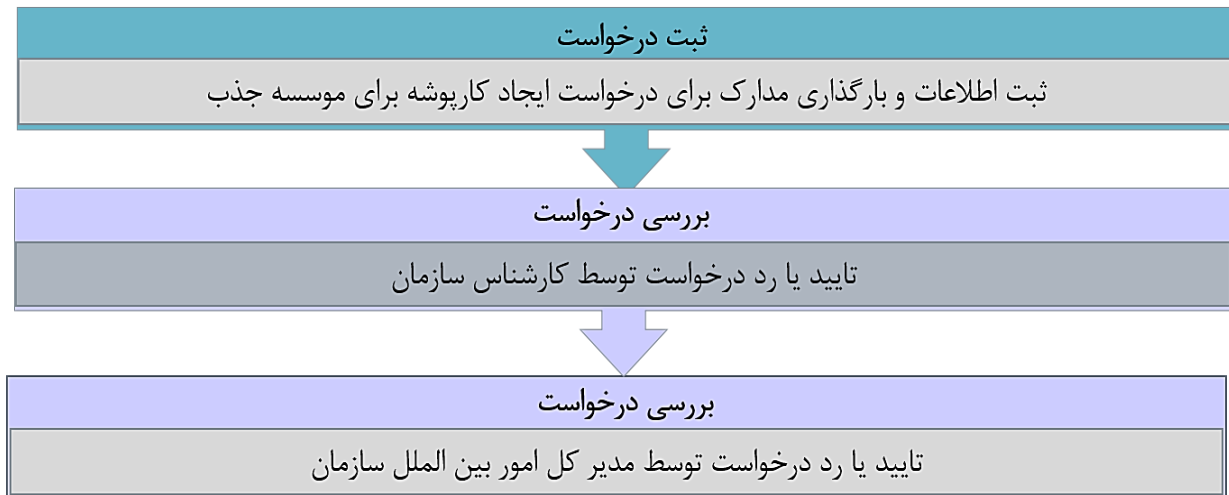 ثبت درخواست
ثبت اطلاعات و بارگذاری مدارک برای درخواست ایجاد کارپوشه برای موسسه جذب
بررسی درخواست
تایید یا رد درخواست توسط کارشناس سازمان
بررسی درخواست
تایید یا رد درخواست توسط مدیر کل امور بین الملل سازمان